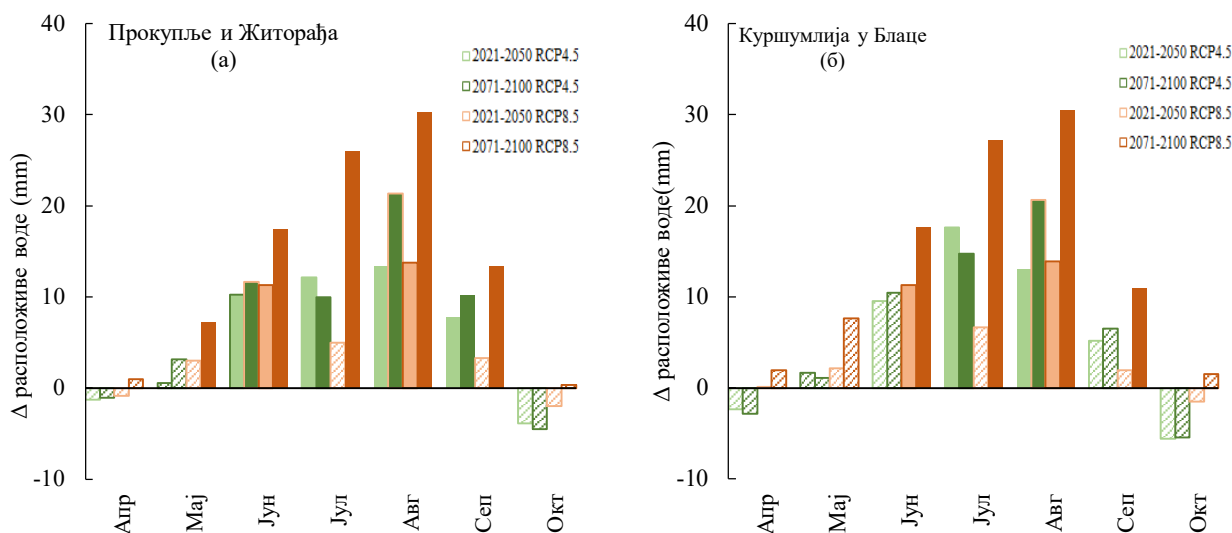 40
30
20
10
0
-10
Δ расположиве воде (mm)
Прокупље и Житорађа
(а)
2021-2050 RCP4.5
2071-2100 RCP4.5
2021-2050 RCP8.5
2071-2100 RCP8.5
Апр
Мај
Јун
Јул
Авг
Сеп
Окт
40
30
20
10
0
-10
Δ расположиве воде(mm)
Куршумлија у Блаце
(б)
2021-2050 RCP4.5
2071-2100 RCP4.5
2021-2050 RCP8.5
2071-2100 RCP8.5
Апр
Мај
Јун
Јул
Авг
Сеп
Окт